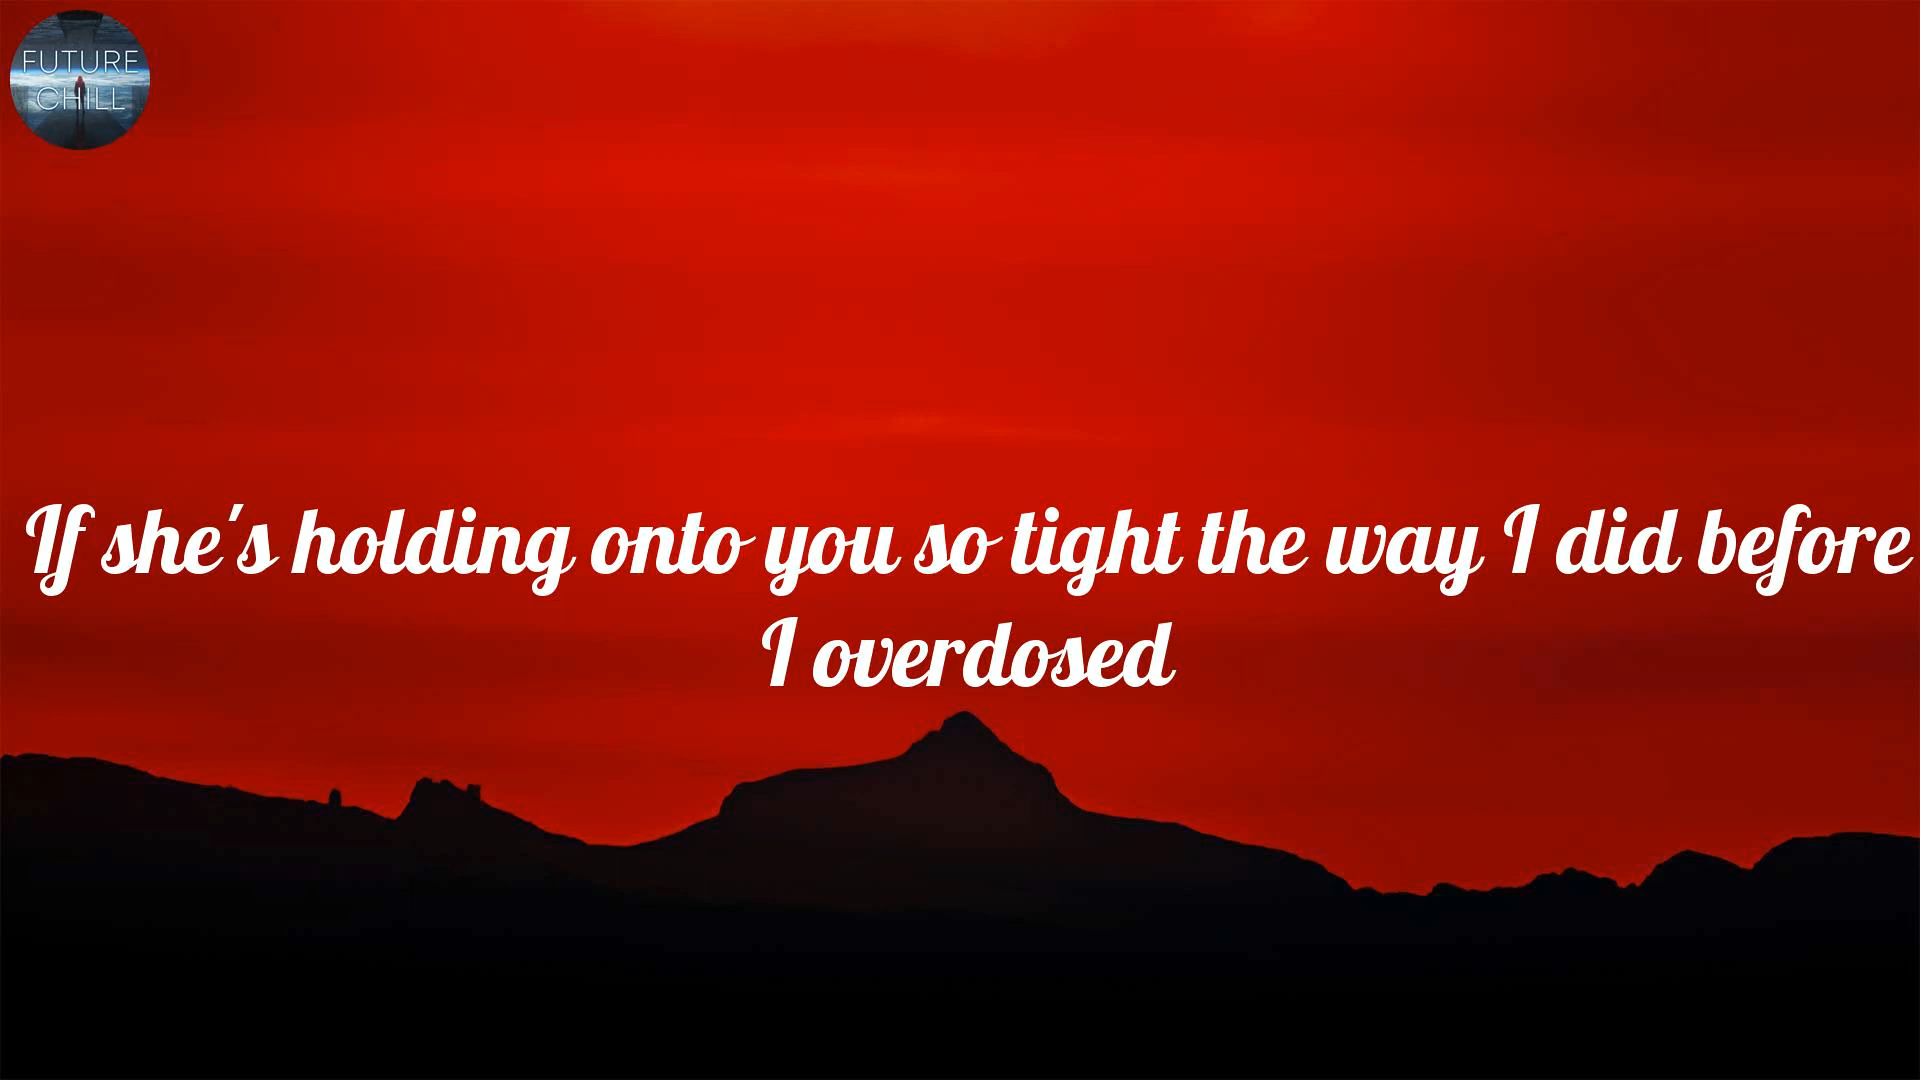 FUTURE
CHILL
If she's holding onto you so tight the way I did before
I overdosed